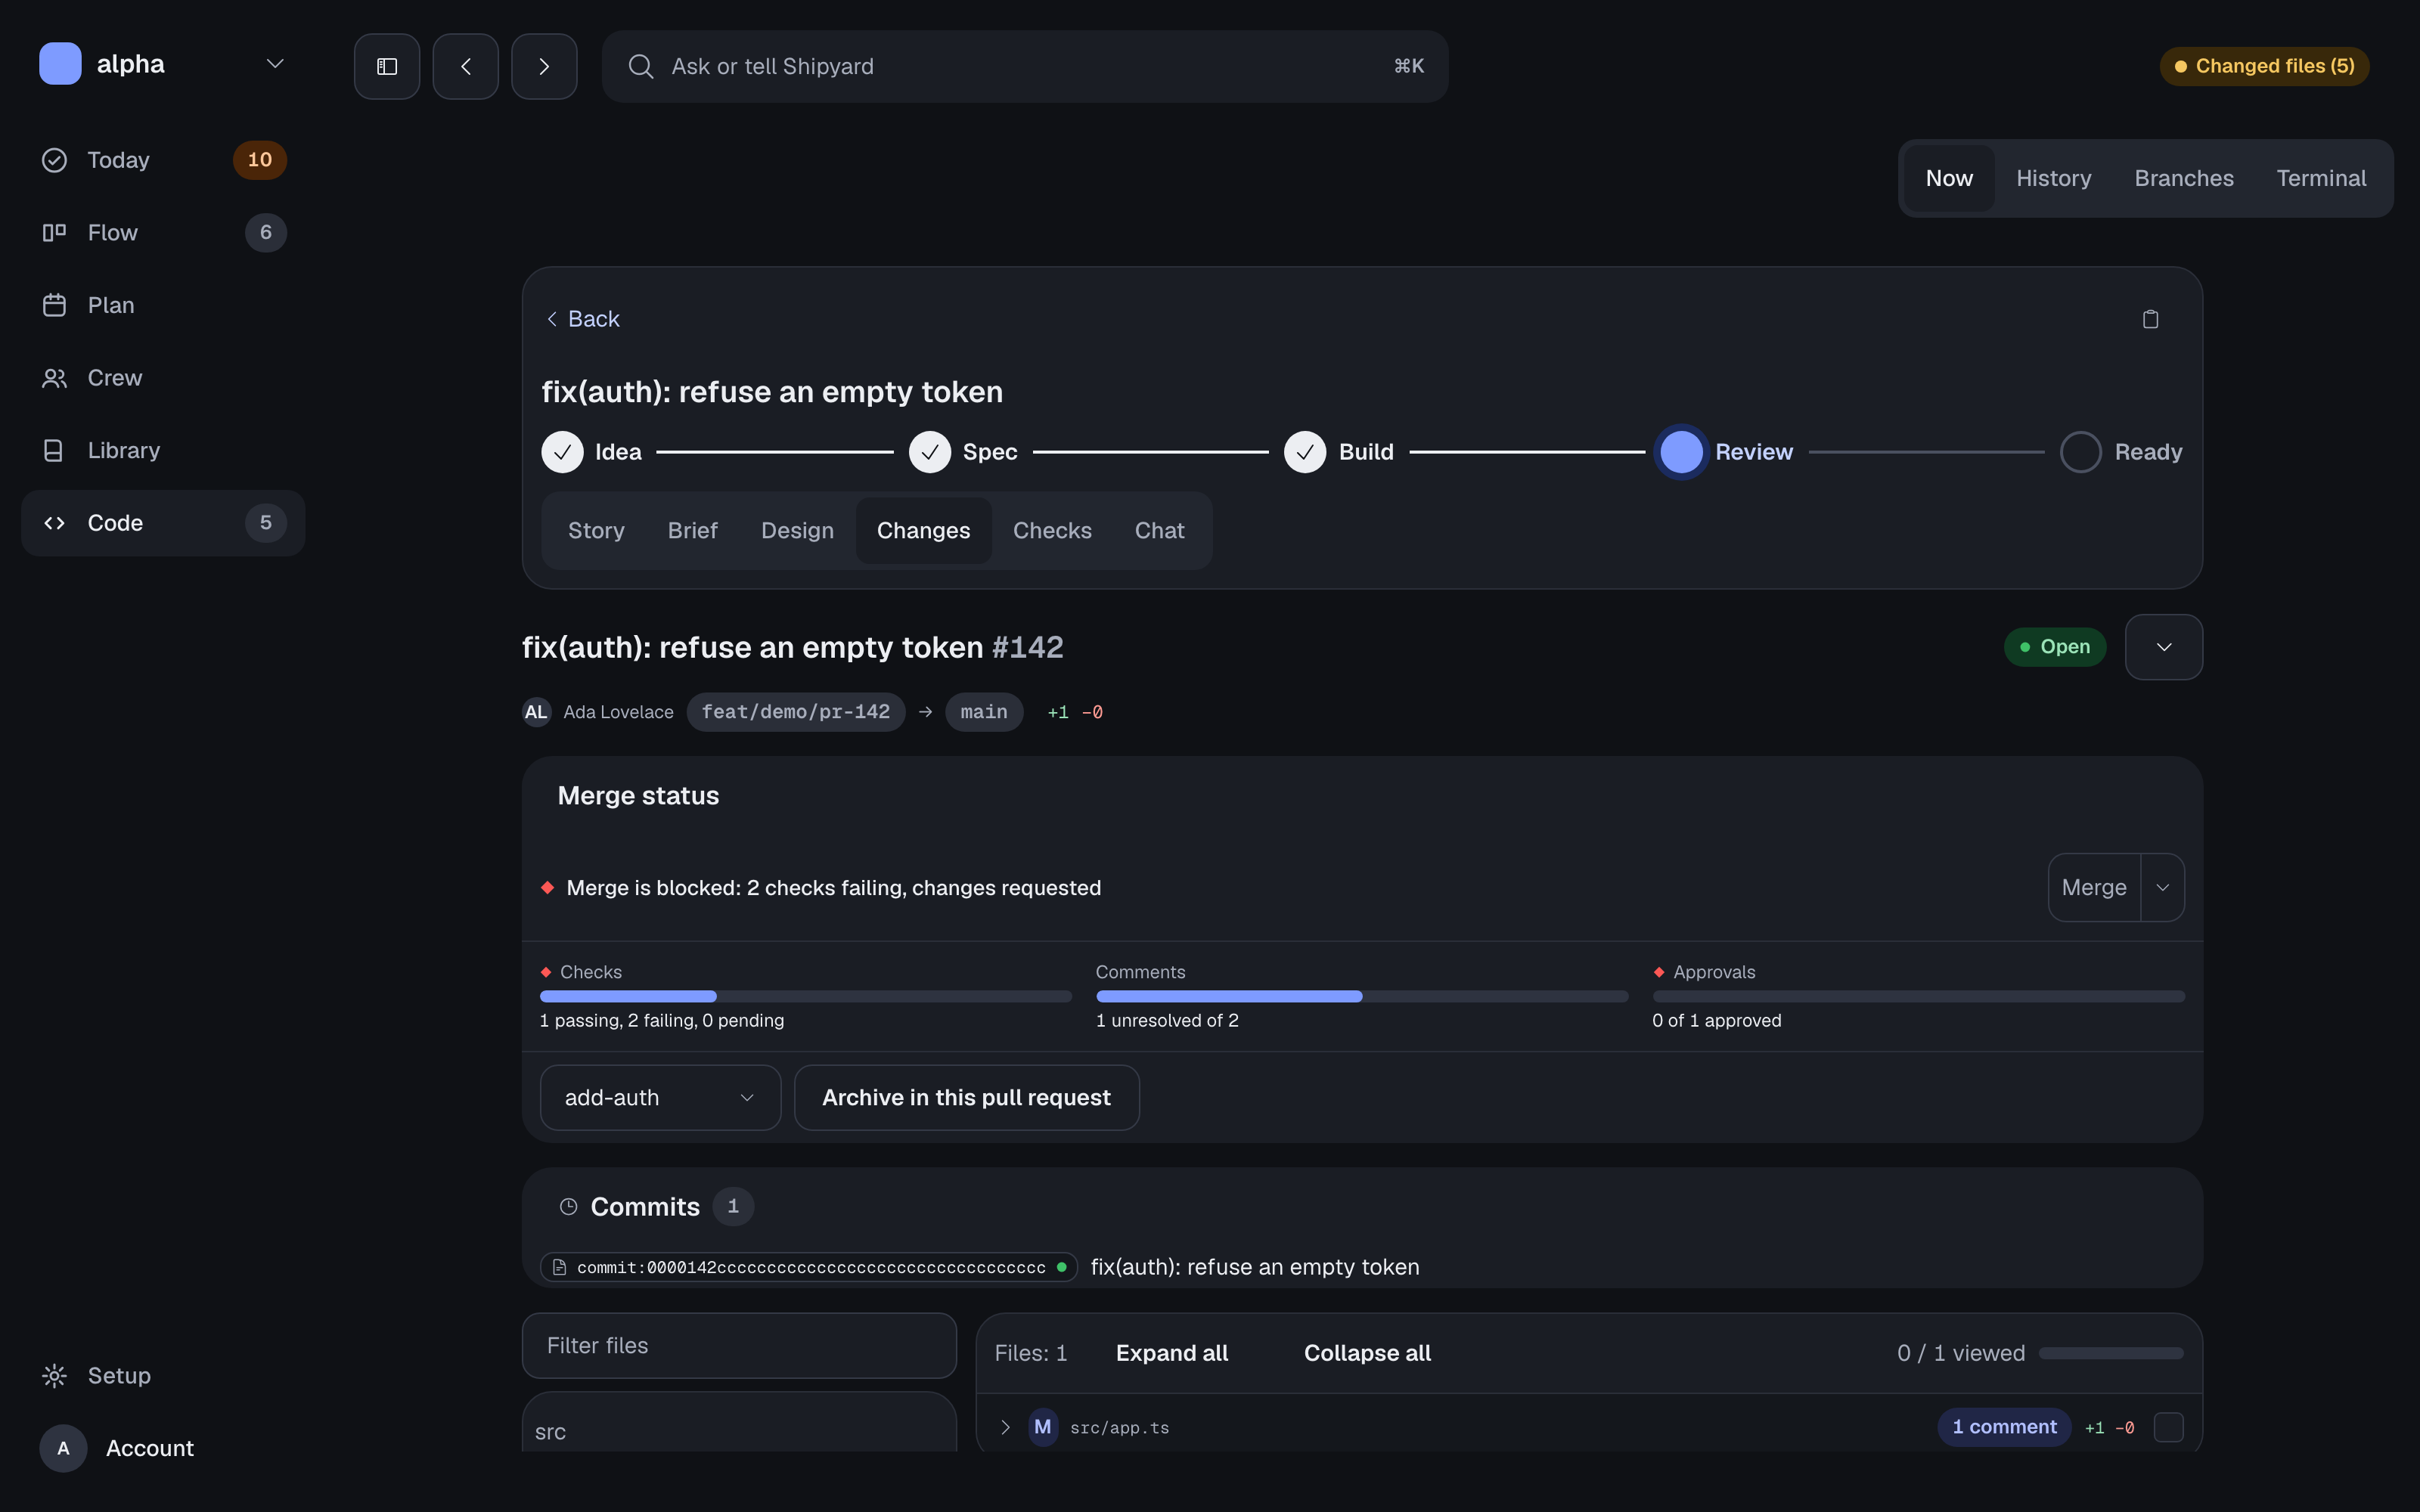 alpha
Ask or tell Shipyard
⌘K
Changed files (5)
Today 10
Flow 6
Plan
Crew
Library
Code 5
Now History Branches Terminal
Back
fix(auth): refuse an empty token
Idea Spec Build Review Ready
Story Brief Design Changes Checks Chat
fix(auth): refuse an empty token #142
Open
AL Ada Lovelace feat/demo/pr-142 → main +1 −0
Merge status
Merge is blocked: 2 checks failing, changes requested
Merge
Checks
1 passing, 2 failing, 0 pending
Comments
1 unresolved of 2
Approvals
0 of 1 approved
add-auth
Archive in this pull request
Commits 1
commit:0000142ccccccccccccccccccccccccccccccccc fix(auth): refuse an empty token
Filter files
src
Files: 1 Expand all Collapse all 0 / 1 viewed
M src/app.ts 1 comment +1 −0
Setup
A Account